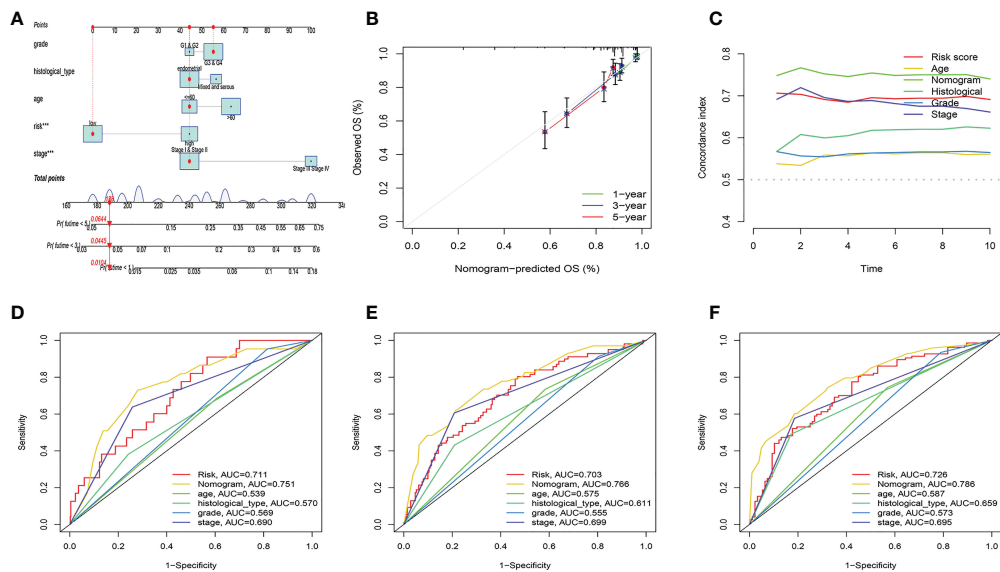 A
Points
0 10 20 30 40 50 60 70 80 90 100
grade
G1 & G2
G3 & G4
histological_type
endometrial
Mixed and serous
age
<=60
>60
risk***
low
high
stage***
Stage I & Stage II
Stage III Stage IV
Total points
160 180 200 220 240 260 280 300 320
0.0644
Pr( futime < 5 )
0.05 0.15 0.25 0.35 0.45 0.55 0.65 0.75
0.0445
Pr( futime < 3 )
0.03 0.05 0.07 0.1 0.2 0.3 0.4 0.5 0.6
0.0104
Pr( futime < 1 )
0.015 0.025 0.035 0.06 0.1 0.14 0.18
B
Observed OS (%)
1.0
0.8
0.6
0.4
0.2
0.0
0.0 0.2 0.4 0.6 0.8 1.0
Nomogram-predicted OS (%)
1-year
3-year
5-year
C
Concordance index
0.9
0.8
0.7
0.6
0.5
0.4
0 2 4 6 8 10
Time
Risk score
Age
Nomogram
Histological
Grade
Stage
D
Sensitivity
1.0
0.8
0.6
0.4
0.2
0.0
0.0 0.2 0.4 0.6 0.8 1.0
1-Specificity
Risk, AUC=0.711
Nomogram, AUC=0.751
age, AUC=0.539
histological_type, AUC=0.570
grade, AUC=0.569
stage, AUC=0.690
E
Sensitivity
1.0
0.8
0.6
0.4
0.2
0.0
0.0 0.2 0.4 0.6 0.8 1.0
1-Specificity
Risk, AUC=0.703
Nomogram, AUC=0.766
age, AUC=0.575
histological_type, AUC=0.611
grade, AUC=0.555
stage, AUC=0.699
F
Sensitivity
1.0
0.8
0.6
0.4
0.2
0.0
0.0 0.2 0.4 0.6 0.8 1.0
1-Specificity
Risk, AUC=0.726
Nomogram, AUC=0.786
age, AUC=0.587
histological_type, AUC=0.659
grade, AUC=0.573
stage, AUC=0.695